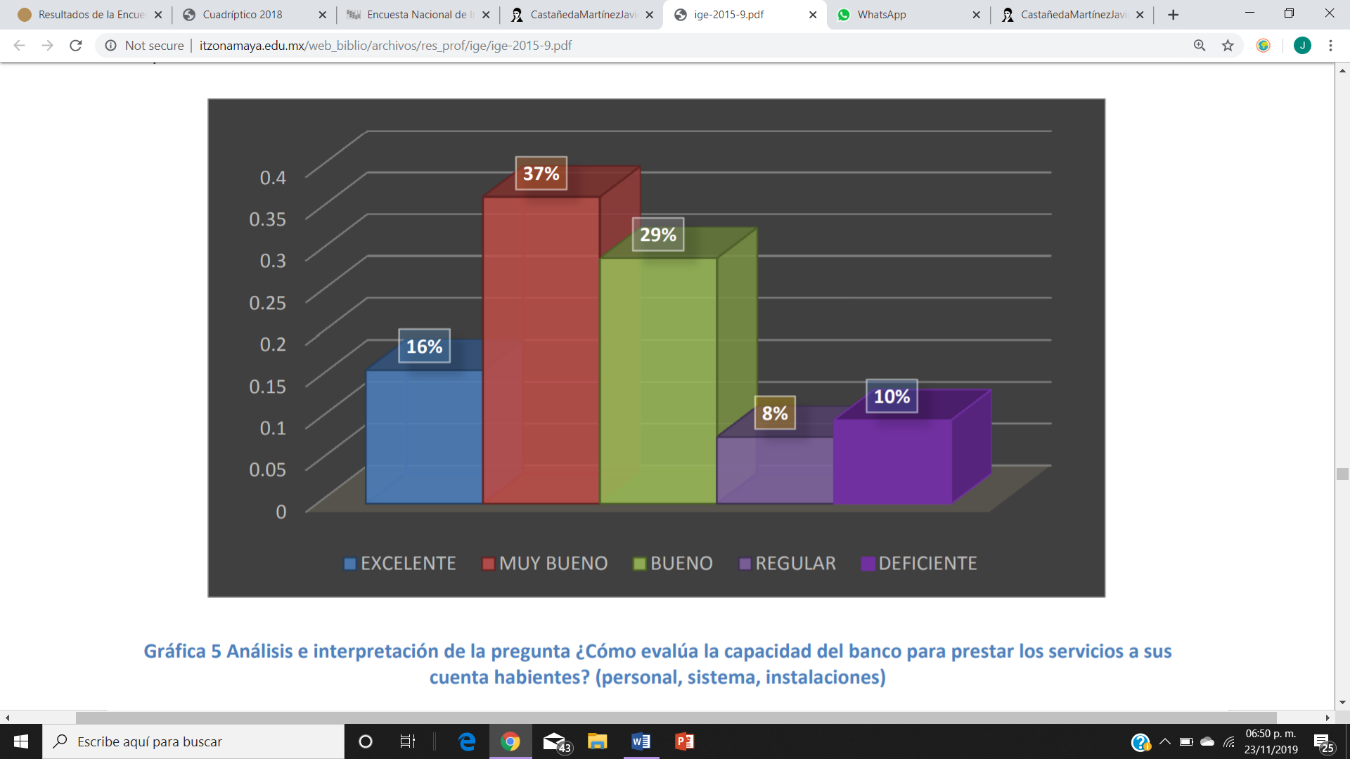 Resultados de la Encue
Cuadríptico 2018
Encuesta Nacional de I
CastañedaMartínezJavi
ige-2015-9.pdf
WhatsApp
CastañedaMartínezJavi
Not secure | itzonamaya.edu.mx/web_biblio/archivos/res_prof/ige/ige-2015-9.pdf
J
0.4
0.35
0.3
0.25
0.2
0.15
0.1
0.05
0
16%
37%
29%
8%
10%
EXCELENTE MUY BUENO BUENO REGULAR DEFICIENTE
Gráfica 5 Análisis e interpretación de la pregunta ¿Cómo evalúa la capacidad del banco para prestar los servicios a sus
cuenta habientes? (personal, sistema, instalaciones)
Escribe aquí para buscar
43
06:50 p. m.
23/11/2019
25